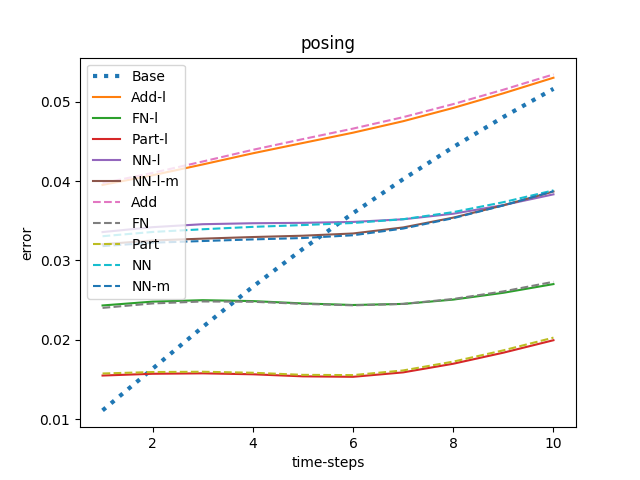 posing
error
0.05
0.04
0.03
0.02
0.01
Base
Add-l
FN-l
Part-l
NN-l
NN-l-m
Add
FN
Part
NN
NN-m
2
4
6
8
10
time-steps